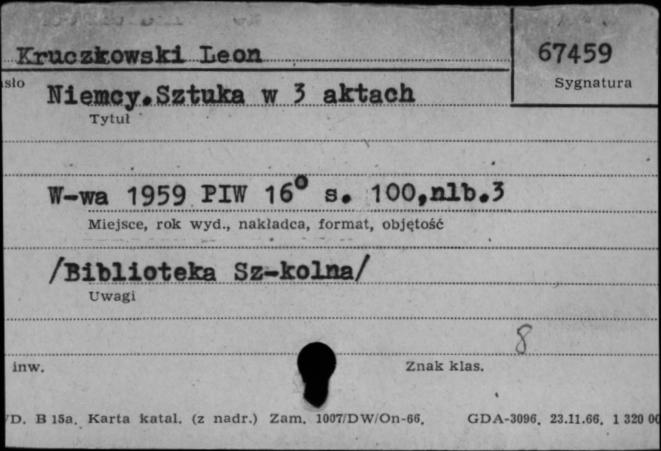 Kruczkowski Leon 67459
Sygnatura
Niemcy.Sztuka w 3 aktach
Tytuł
W-wa 1959 PIW 16° s. 100,nlb.3
Miejsce, rok wyd., nakładca, format, objętość
/Biblioteka Sz-kolna/
Uwagi
8
inw. Znak klas.
D. B 15a. Karta katal. (z nadr.) Zam. 1007/DW/On-66. GDA-3096. 23.11.66. 1 320